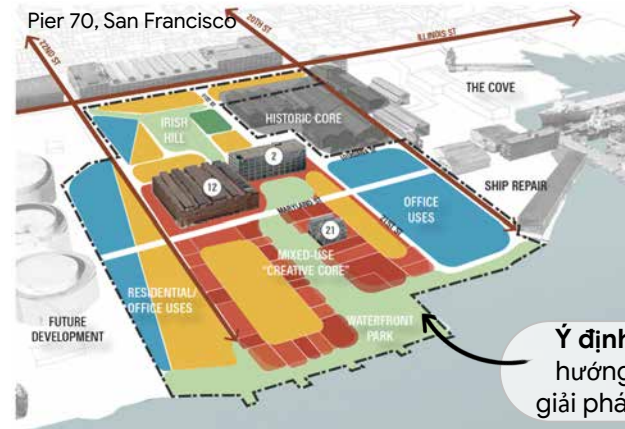 Pier 70, San Francisco
20TH ST
22ND ST
ILLINOIS ST
THE COVE
HISTORIC CORE
IRISH
HILL
2
12
SHIP REPAIR
OFFICE
USES
MARYLAND ST
21ST ST
21
MIXED-USE
"CREATIVE CORE"
RESIDENTIAL/
OFFICE USES
FUTURE
DEVELOPMENT
WATERFRONT
PARK
Ý định
hướng
giải phá